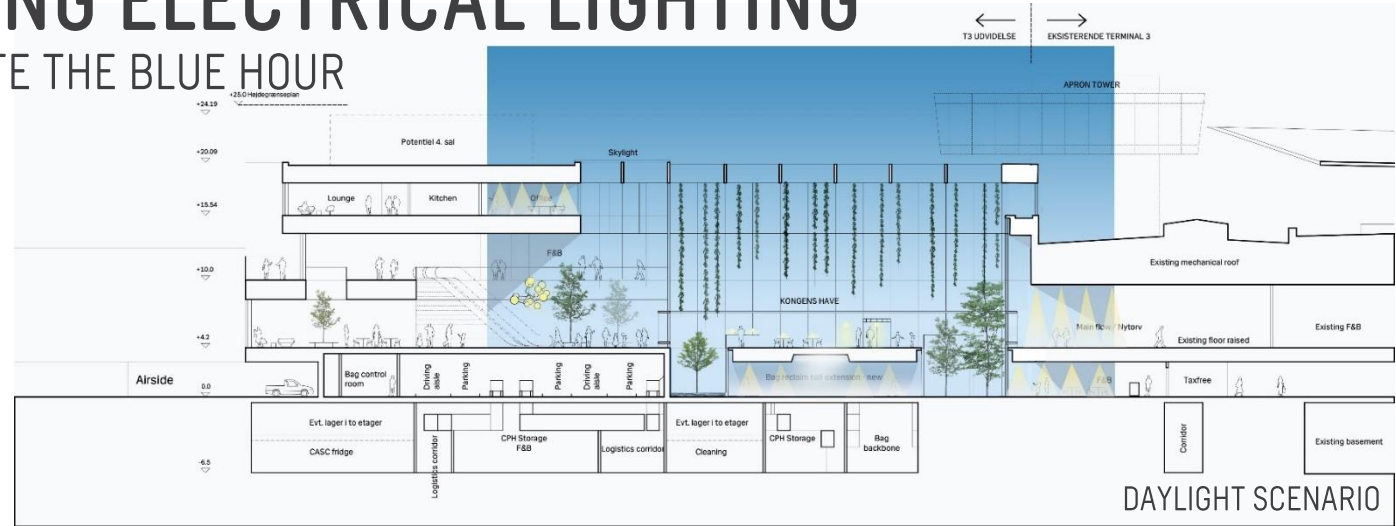 NG ELECTRICAL LIGHTING
TE THE BLUE HOUR
T3 UDVIDELSE
EKSISTERENDE TERMINAL 3
APRON TOWER
+25.0 Højdegrænseplan
+24.19
Potentiel 4. sal
+20.09
Skylight
Lounge
Kitchen
Office
+15.54
F&B
+10.0
Existing mechanical roof
KONGENS HAVE
Main flow / Nytorv
Existing F&B
+4.2
Existing floor raised
Airside
0.0
Bag control
room
Driving
aisle
Parking
Parking
Driving
aisle
Parking
Bag reclaim hall extension - new
F&B
Taxfree
Evt. lager i to etager
CASC fridge
Logistics corridor
CPH Storage
F&B
Logistics corridor
Evt. lager i to etager
Cleaning
CPH Storage
Bag
backbone
Corridor
Existing basement
-6.5
DAYLIGHT SCENARIO